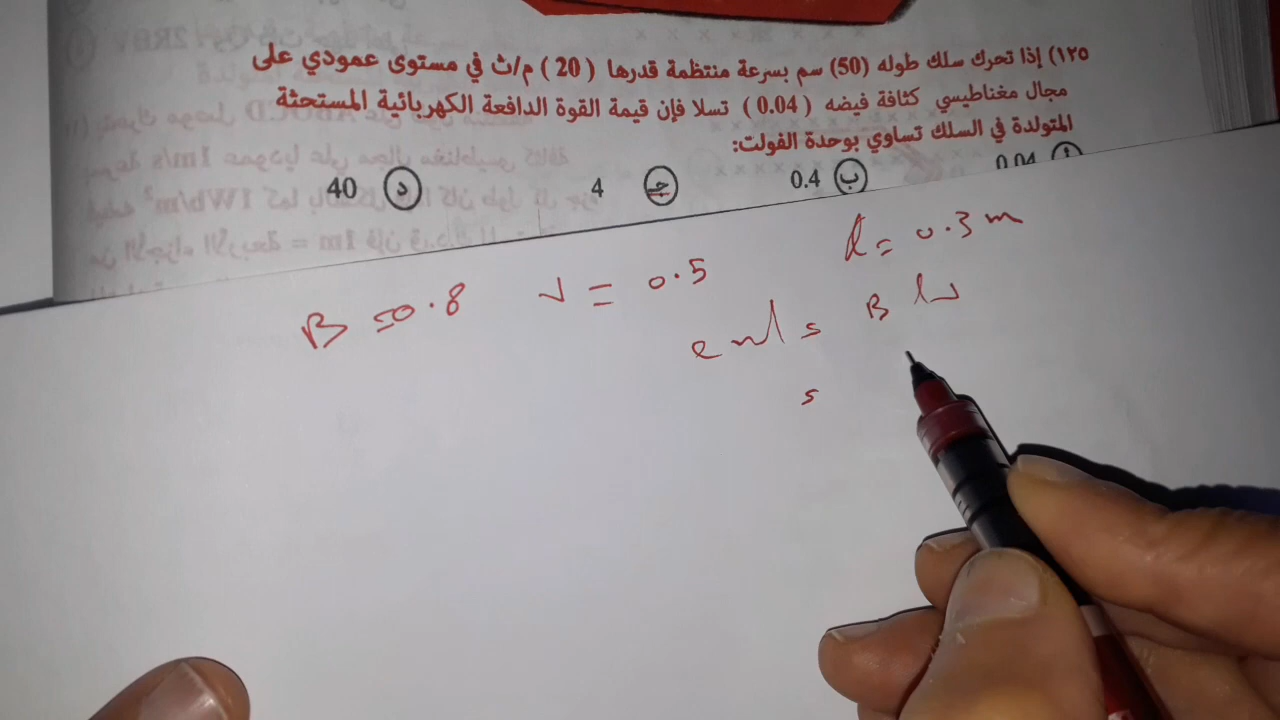 ١٢٥) إذا تحرك سلك طوله (50) سم بسرعة منتظمة قدرها (20) م/ث في مستوى عمودي على
مجال مغناطيسي كثافة فيضه (0.04) تسلا فإن قيمة القوة الدافعة الكهربائية المستحثة
المتولدة في السلك تساوي بوحدة الفولت:
أ 0.04 ب 0.4 جـ 4 د 40
l = 0.3 m
B = 0.8 v = 0.5
emf = B l v
=